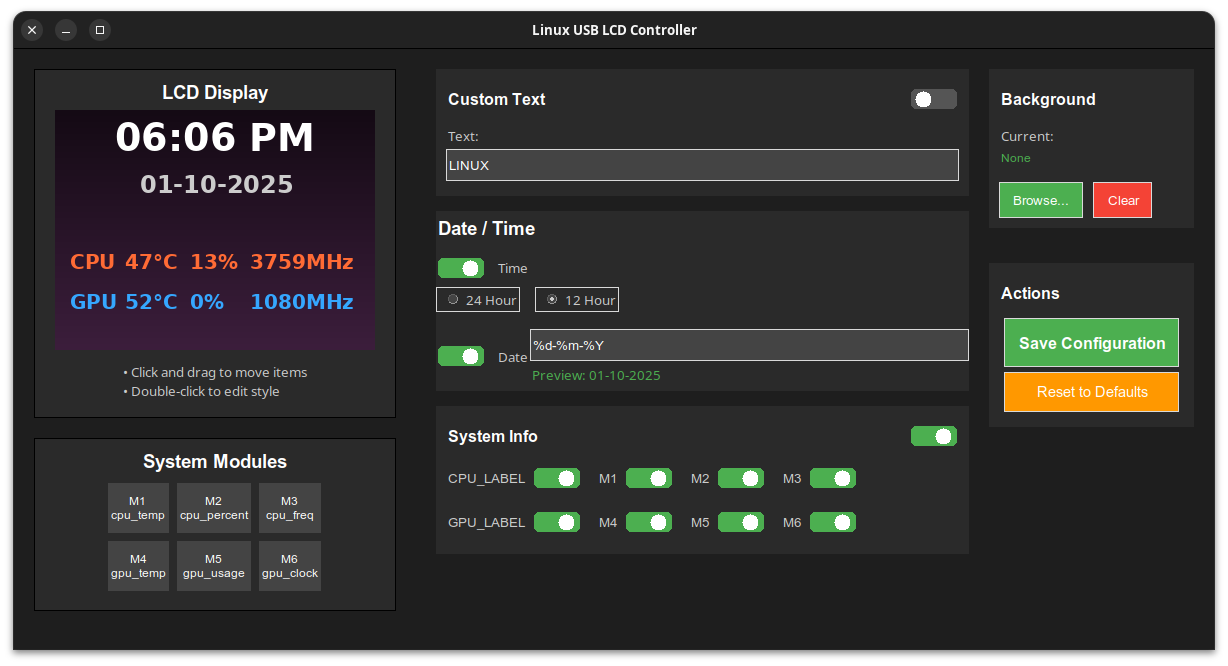 Linux USB LCD Controller
LCD Display
06:06 PM
01-10-2025
CPU 47°C 13% 3759MHz
GPU 52°C 0% 1080MHz
• Click and drag to move items
• Double-click to edit style
System Modules
M1 M2 M3
cpu_temp cpu_percent cpu_freq
M4 M5 M6
gpu_temp gpu_usage gpu_clock
Custom Text
Text:
LINUX
Date / Time
Time
24 Hour 12 Hour
Date %d-%m-%Y
Preview: 01-10-2025
System Info
CPU_LABEL M1 M2 M3
GPU_LABEL M4 M5 M6
Background
Current:
None
Browse... Clear
Actions
Save Configuration
Reset to Defaults